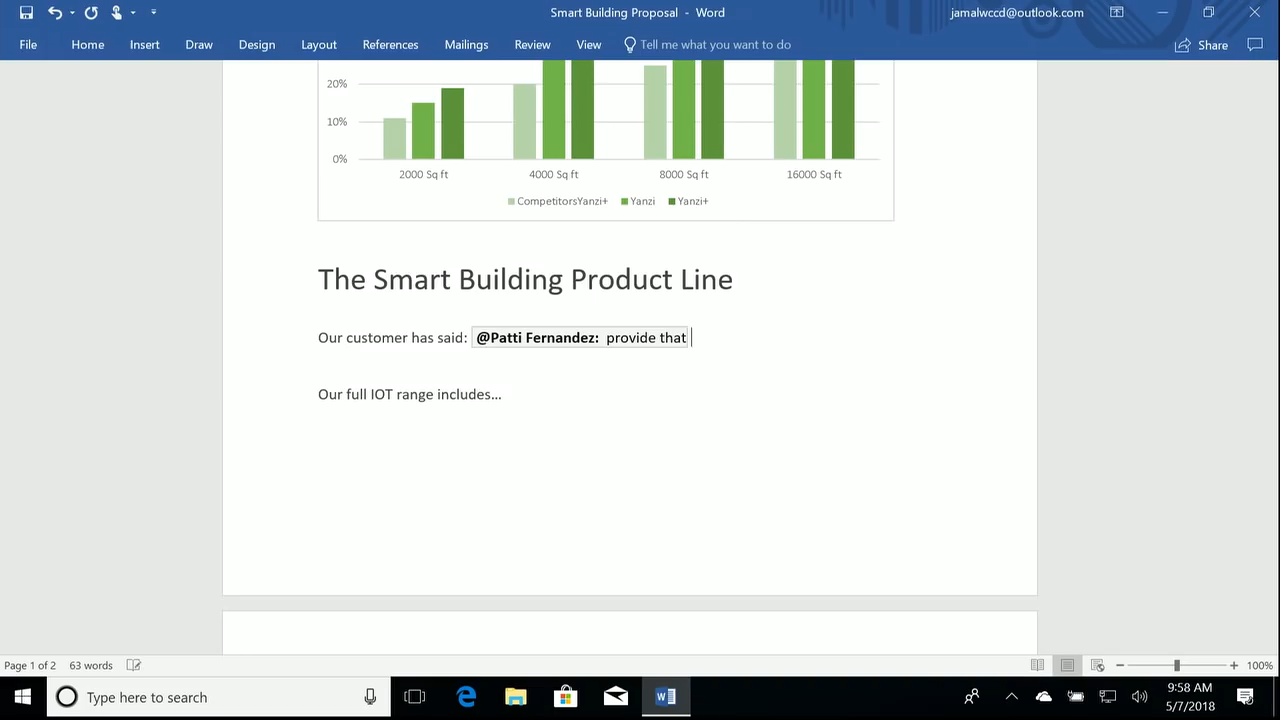 Smart Building Proposal - Word
jamalwccd@outlook.com
File Home Insert Draw Design Layout References Mailings Review View Tell me what you want to do Share
20%
10%
0%
2000 Sq ft 4000 Sq ft 8000 Sq ft 16000 Sq ft
CompetitorsYanzi+ Yanzi Yanzi+
The Smart Building Product Line
Our customer has said: @Patti Fernandez: provide that
Our full IOT range includes...
Page 1 of 2 63 words 100%
Type here to search
9:58 AM
5/7/2018